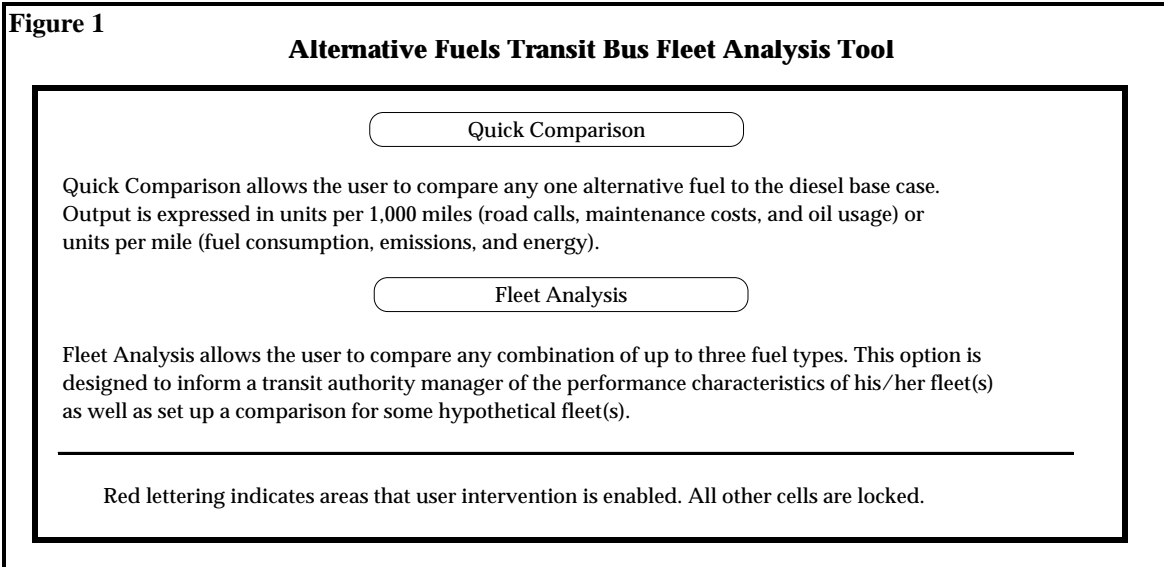 Figure 1
Alternative Fuels Transit Bus Fleet Analysis Tool
Quick Comparison
Quick Comparison allows the user to compare any one alternative fuel to the diesel base case.
Output is expressed in units per 1,000 miles (road calls, maintenance costs, and oil usage) or
units per mile (fuel consumption, emissions, and energy).
Fleet Analysis
Fleet Analysis allows the user to compare any combination of up to three fuel types. This option is
designed to inform a transit authority manager of the performance characteristics of his/her fleet(s)
as well as set up a comparison for some hypothetical fleet(s).
Red lettering indicates areas that user intervention is enabled. All other cells are locked.